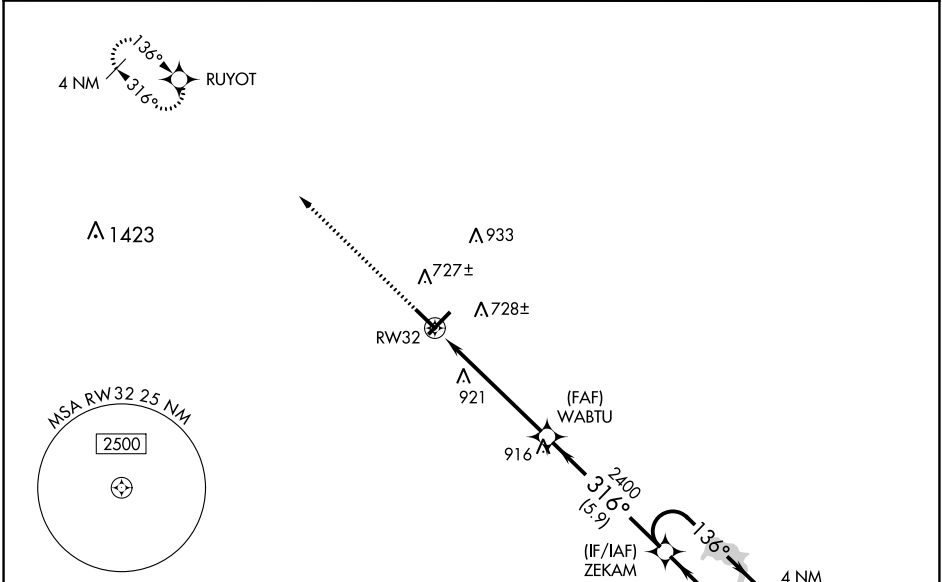 136°
RUYOT
4 NM
316°
1423
933
727±
728±
RW32
921
(FAF)
WABTU
MSA RW32 25 NM
2500
916
2400
316°
(5.9)
136°
(IF/IAF)
ZEKAM
4 NM